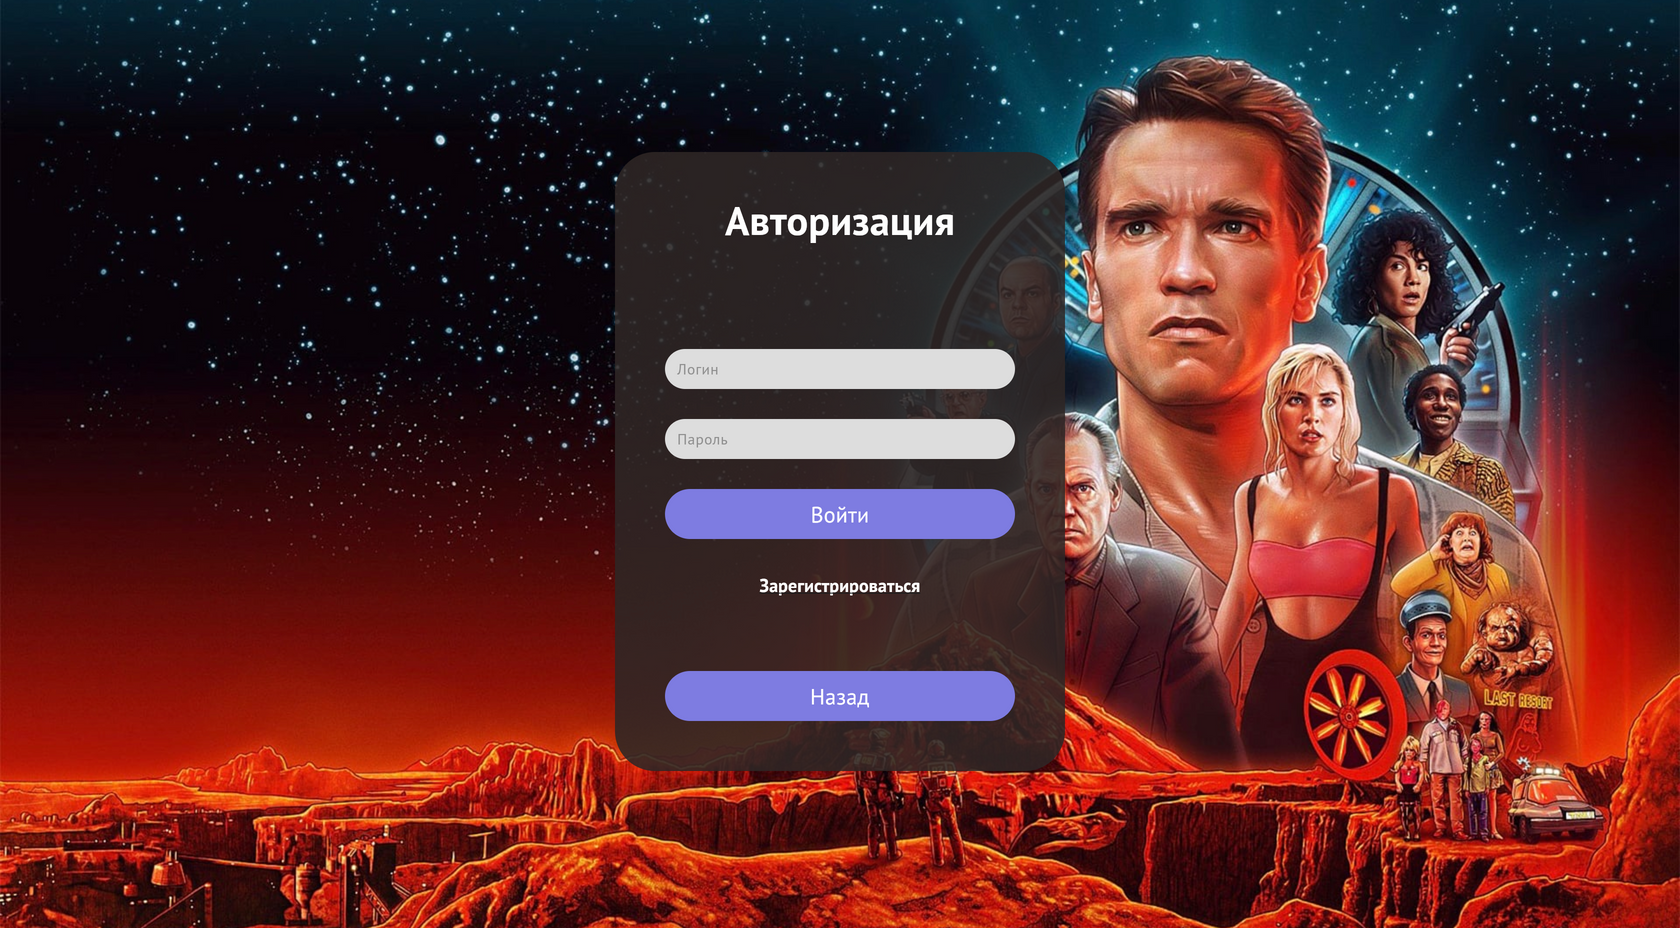 Авторизация
Логин
Пароль
Войти
Зарегистрироваться
Назад
LAST RESORT